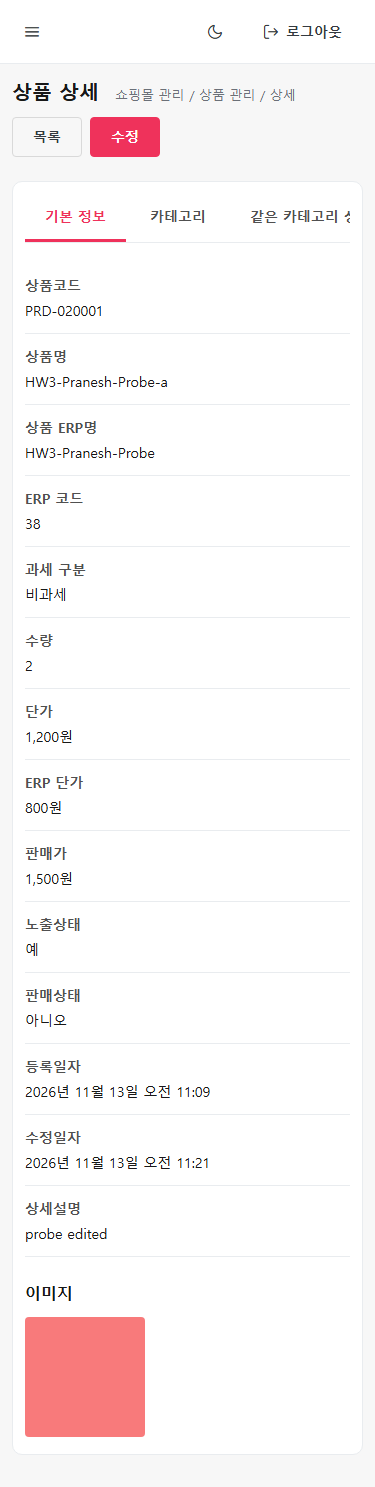 로그아웃
상품 상세 쇼핑몰 관리 / 상품 관리 / 상세
목록 수정
기본 정보 카테고리 같은 카테고리
상품코드
PRD-020001
상품명
HW3-Pranesh-Probe-a
상품 ERP명
HW3-Pranesh-Probe
ERP 코드
38
과세 구분
비과세
수량
2
단가
1,200원
ERP 단가
800원
판매가
1,500원
노출상태
예
판매상태
아니오
등록일자
2026년 11월 13일 오전 11:09
수정일자
2026년 11월 13일 오전 11:21
상세설명
probe edited
이미지